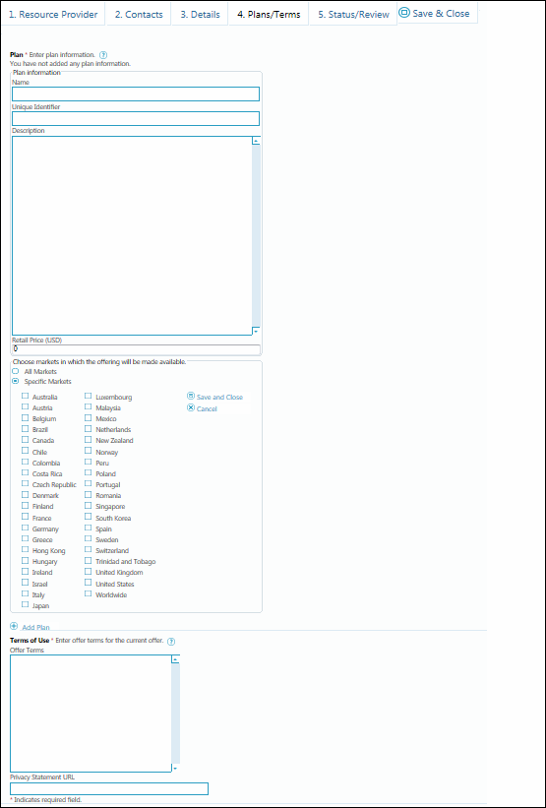 1. Resource Provider 2. Contacts 3. Details 4. Plans/Terms 5. Status/Review Save & Close
Plan * Enter plan information. ?
You have not added any plan information.
Plan information
Name
Unique Identifier
Description
Retail Price (USD)
0
Choose markets in which the offering will be made available.
All Markets
Specific Markets
Australia Luxembourg Save and Close
Austria Malaysia Cancel
Belgium Mexico
Brazil Netherlands
Canada New Zealand
Chile Norway
Colombia Peru
Costa Rica Poland
Czech Republic Portugal
Denmark Romania
Finland Singapore
France South Korea
Germany Spain
Greece Sweden
Hong Kong Switzerland
Hungary Trinidad and Tobago
Ireland United Kingdom
Israel United States
Italy Worldwide
Japan
Add Plan
Terms of Use * Enter offer terms for the current offer. ?
Offer Terms
Privacy Statement URL
* Indicates required field.